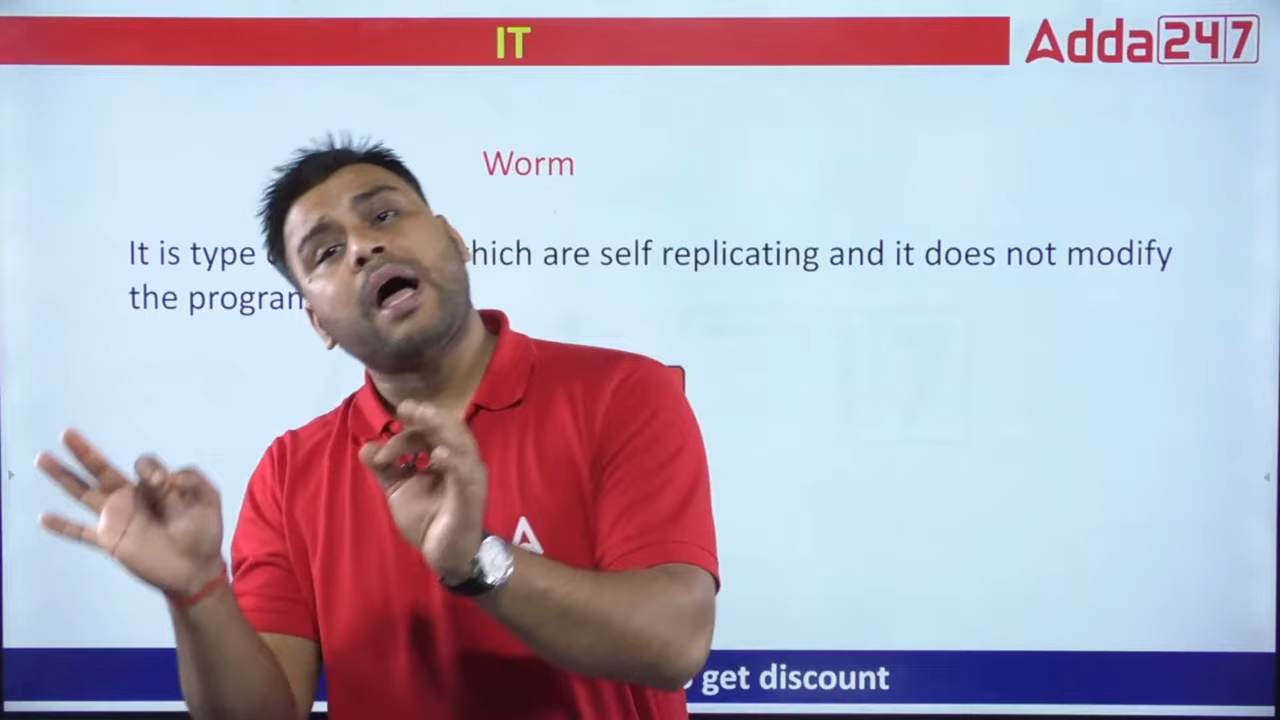 IT
Adda247
Worm
It is type hich are self replicating and it does not modify
the progran
get discount